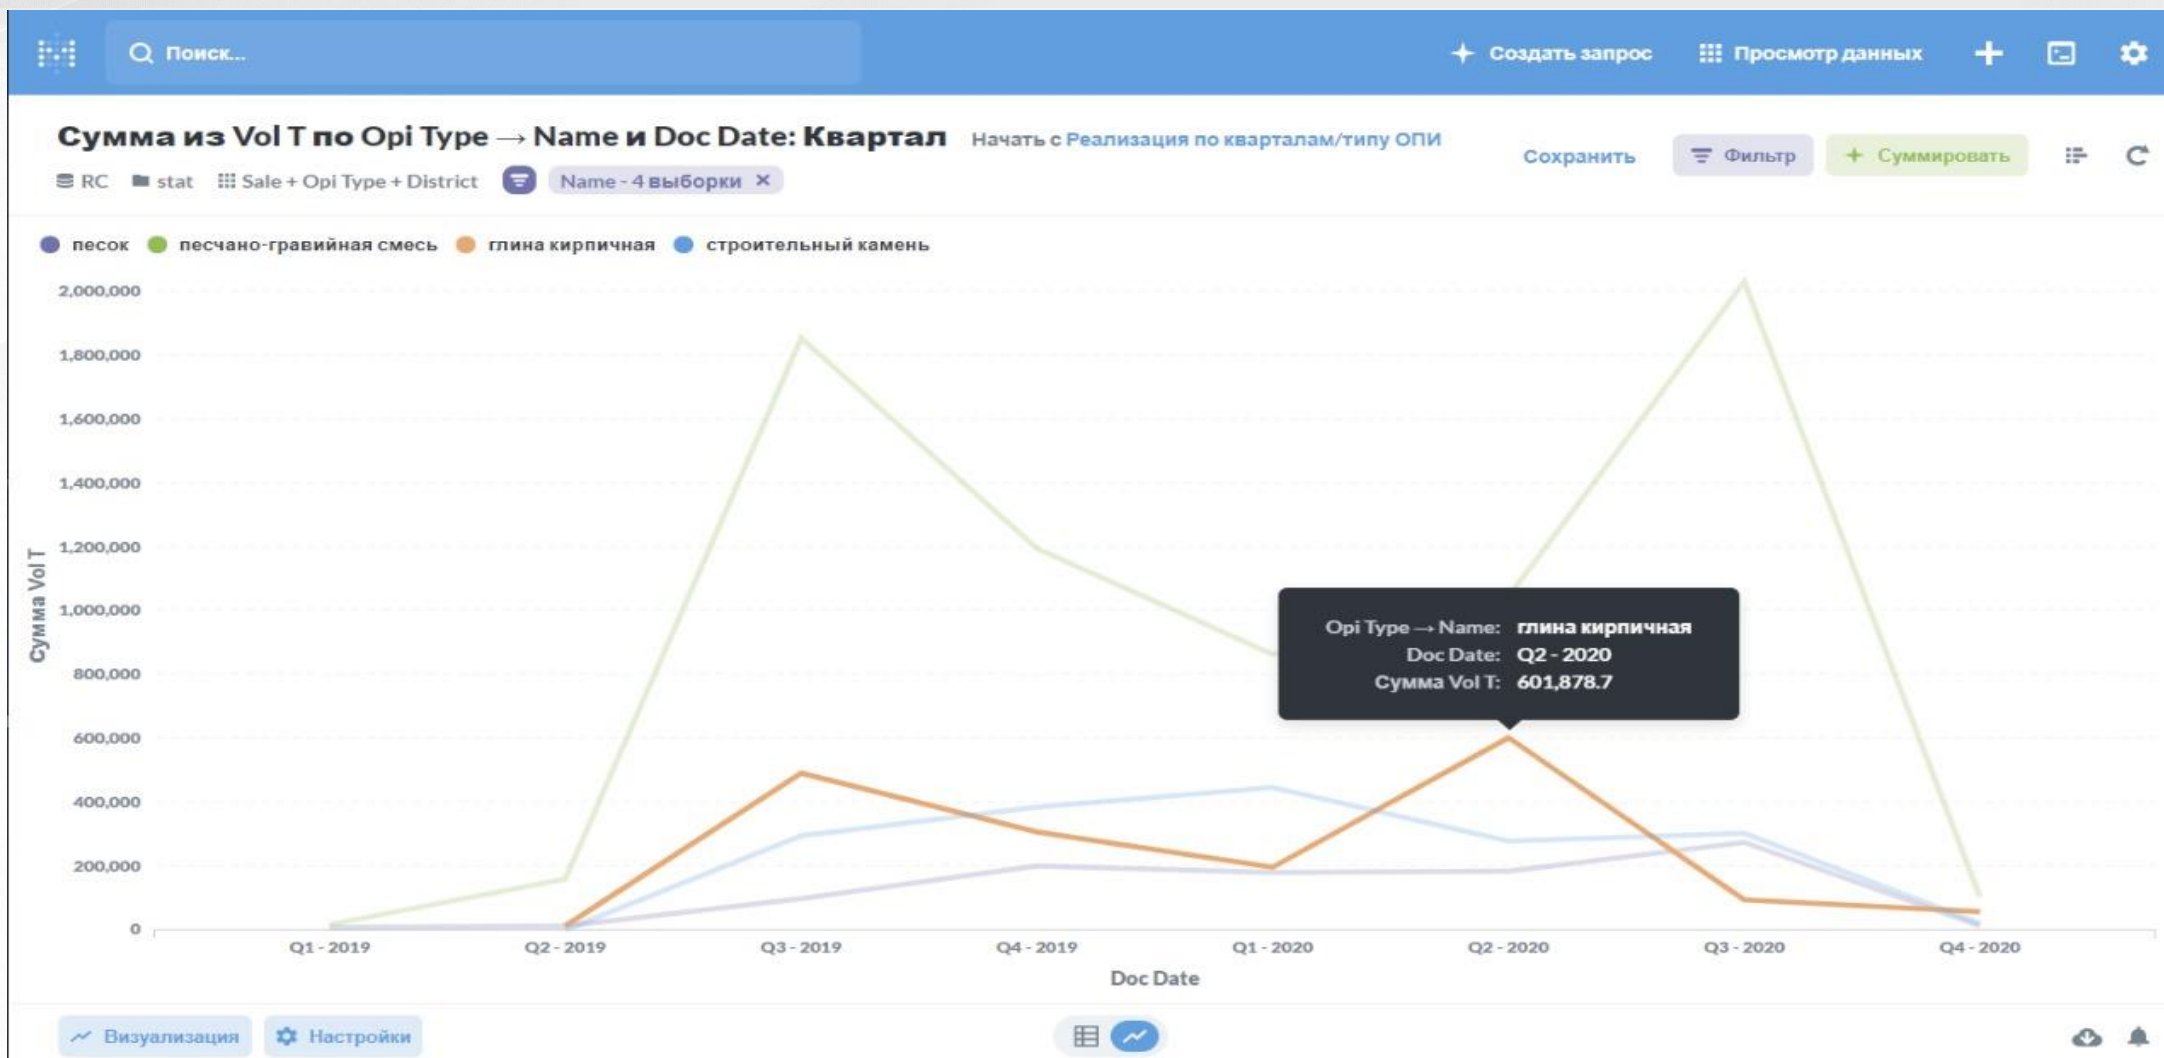 Поиск...
Создать запрос
Просмотр данных
Сумма из Vol T по Opi Type → Name и Doc Date: Квартал
Начать с Реализация по кварталам/типу ОПИ
Сохранить
Фильтр
+ Суммировать
RC stat Sale + Opi Type + District
Name - 4 выборки ×
песок песчано-гравийная смесь глина кирпичная строительный камень
2,000,000
1,800,000
1,600,000
1,400,000
1,200,000
1,000,000
800,000
600,000
400,000
200,000
0
Сумма Vol T
Opi Type → Name: глина кирпичная
Doc Date: Q2 - 2020
Сумма Vol T: 601,878.7
Q1 - 2019 Q2 - 2019 Q3 - 2019 Q4 - 2019 Q1 - 2020 Q2 - 2020 Q3 - 2020 Q4 - 2020
Doc Date
Визуализация
Настройки